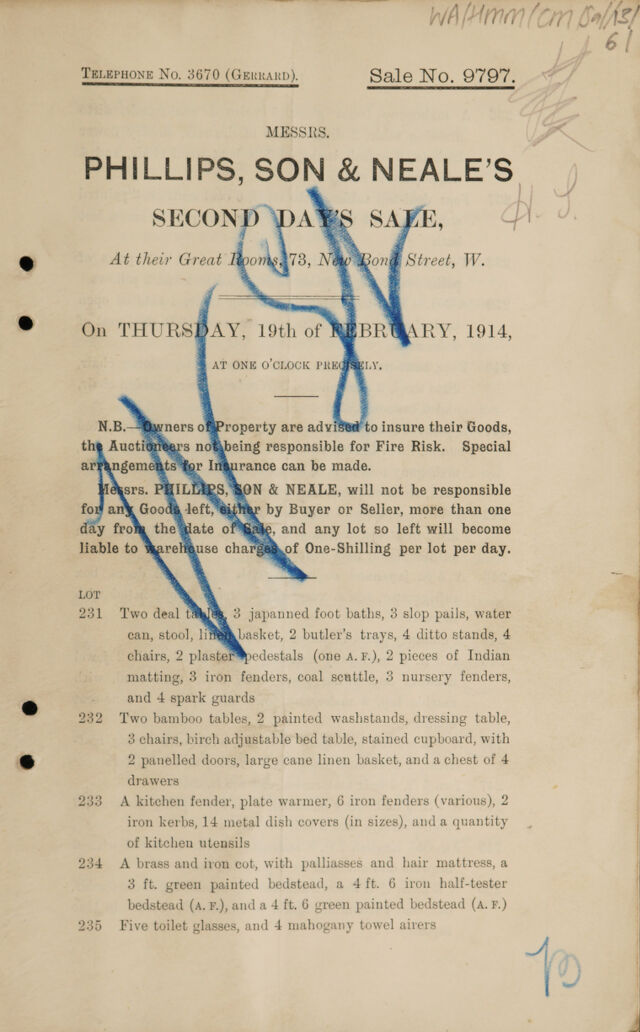 WA/HMM/CM/Sal/13/
61
TELEPHONE No. 3670 (GERRARD).
Sale No. 9797.
MESSRS.
PHILLIPS, SON & NEALE'S
H. S.
SECOND DAY'S SALE,
At their Great Rooms, 73, New Bond Street, W.
On THURSDAY, 19th of FEBRUARY, 1914,
AT ONE O'CLOCK PRECISELY.
N.B.—Owners of Property are advised to insure their Goods,
the Auctioneers not being responsible for Fire Risk. Special
arrangements for Insurance can be made.
Messrs. PHILLIPS, SON & NEALE, will not be responsible
for any Goods left, either by Buyer or Seller, more than one
day from the date of Sale, and any lot so left will become
liable to warehouse charges of One-Shilling per lot per day.
LOT
231 Two deal tables, 3 japanned foot baths, 3 slop pails, water
can, stool, linen basket, 2 butler's trays, 4 ditto stands, 4
chairs, 2 plaster pedestals (one A. F.), 2 pieces of Indian
matting, 3 iron fenders, coal scuttle, 3 nursery fenders,
and 4 spark guards
232 Two bamboo tables, 2 painted washstands, dressing table,
3 chairs, birch adjustable bed table, stained cupboard, with
2 panelled doors, large cane linen basket, and a chest of 4
drawers
233 A kitchen fender, plate warmer, 6 iron fenders (various), 2
iron kerbs, 14 metal dish covers (in sizes), and a quantity
of kitchen utensils
234 A brass and iron cot, with palliasses and hair mattress, a
3 ft. green painted bedstead, a 4 ft. 6 iron half-tester
bedstead (A. F.), and a 4 ft. 6 green painted bedstead (A. F.)
235 Five toilet glasses, and 4 mahogany towel airers